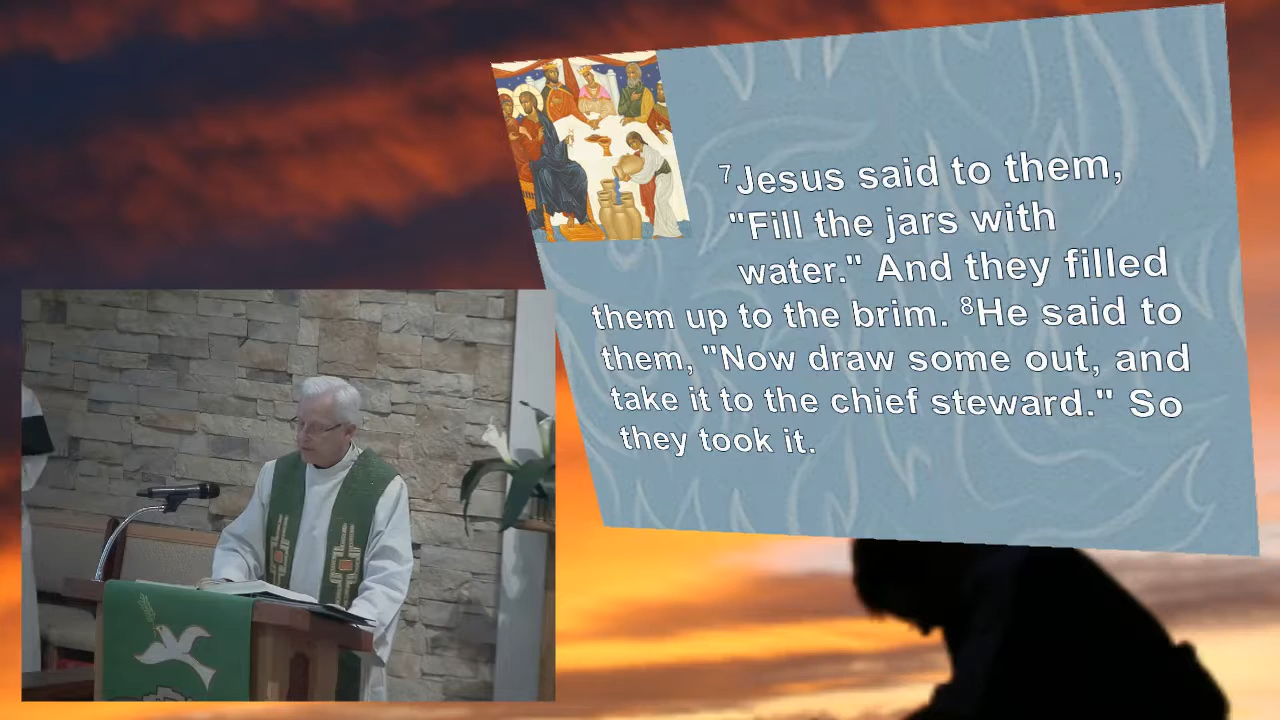 7Jesus said to them,
"Fill the jars with
water." And they filled
them up to the brim. 8He said to
them, "Now draw some out, and
take it to the chief steward." So
they took it.